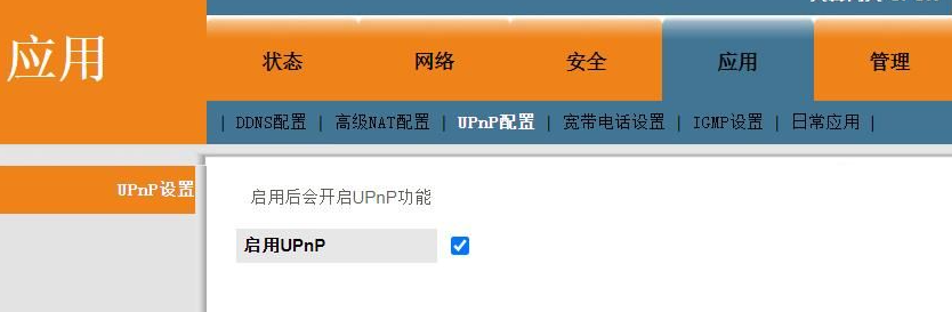 应用
状态 网络 安全 应用 管理
| DDNS配置 | 高级NAT配置 | UPnP配置 | 宽带电话设置 | IGMP设置 | 日常应用 |
UPnP设置
启用后会开启UPnP功能
启用UPnP